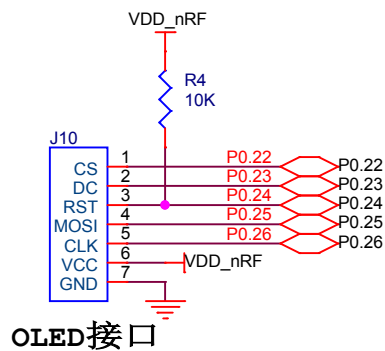 VDD_nRF
R4
10K
J10
CS 1 P0.22 P0.22
DC 2 P0.23 P0.23
RST 3 P0.24 P0.24
MOSI 4 P0.25 P0.25
CLK 5 P0.26 P0.26
VCC 6 VDD_nRF
GND 7
OLED接口